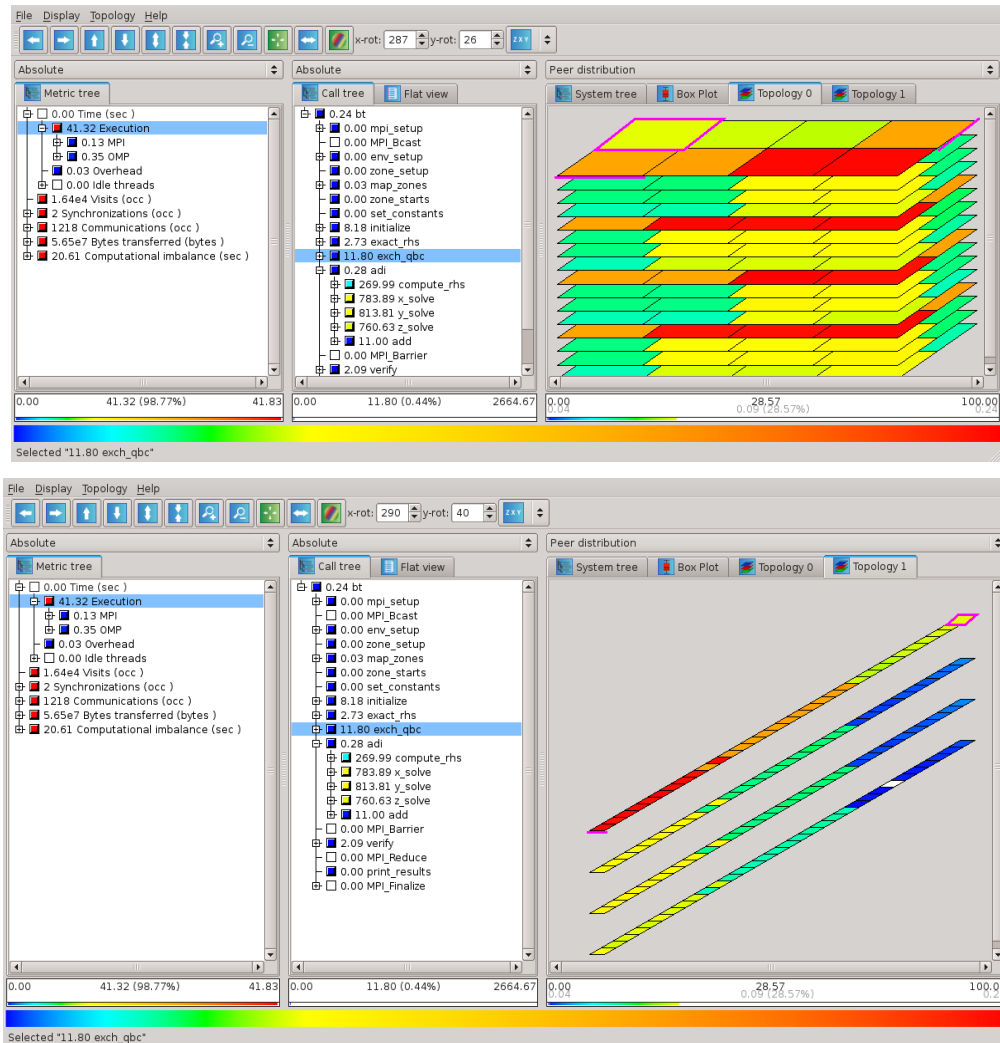 File Display Topology Help
x-rot: 287 y-rot: 26 ZXY
Absolute Absolute Peer distribution
Metric tree Call tree Flat view System tree Box Plot Topology 0 Topology 1
0.00 Time (sec ) 0.24 bt
41.32 Execution 0.00 mpi_setup
0.13 MPI 0.00 MPI_Bcast
0.35 OMP 0.00 env_setup
0.03 Overhead 0.00 zone_setup
0.00 Idle threads 0.03 map_zones
1.64e4 Visits (occ ) 0.00 zone_starts
2 Synchronizations (occ ) 0.00 set_constants
1218 Communications (occ ) 8.18 initialize
5.65e7 Bytes transferred (bytes ) 2.73 exact_rhs
20.61 Computational imbalance (sec ) 11.80 exch_qbc
0.28 adi
269.99 compute_rhs
783.89 x_solve
813.81 y_solve
760.63 z_solve
11.00 add
0.00 MPI_Barrier
2.09 verify
0.00 41.32 (98.77%) 41.83 0.00 11.80 (0.44%) 2664.67 0.00 28.57 100.00
0.04 0.09 (28.57%) 0.24
Selected "11.80 exch_qbc"
File Display Topology Help
x-rot: 290 y-rot: 40 ZXY
Absolute Absolute Peer distribution
Metric tree Call tree Flat view System tree Box Plot Topology 0 Topology 1
0.00 Time (sec ) 0.24 bt
41.32 Execution 0.00 mpi_setup
0.13 MPI 0.00 MPI_Bcast
0.35 OMP 0.00 env_setup
0.03 Overhead 0.00 zone_setup
0.00 Idle threads 0.03 map_zones
1.64e4 Visits (occ ) 0.00 zone_starts
2 Synchronizations (occ ) 0.00 set_constants
1218 Communications (occ ) 8.18 initialize
5.65e7 Bytes transferred (bytes ) 2.73 exact_rhs
20.61 Computational imbalance (sec ) 11.80 exch_qbc
0.28 adi
269.99 compute_rhs
783.89 x_solve
813.81 y_solve
760.63 z_solve
11.00 add
0.00 MPI_Barrier
2.09 verify
0.00 MPI_Reduce
0.00 print_results
0.00 MPI_Finalize
0.00 41.32 (98.77%) 41.83 0.00 11.80 (0.44%) 2664.67 0.00 28.57 100.0
0.04 0.09 (28.57%) 0.2
Selected "11.80 exch_qbc"